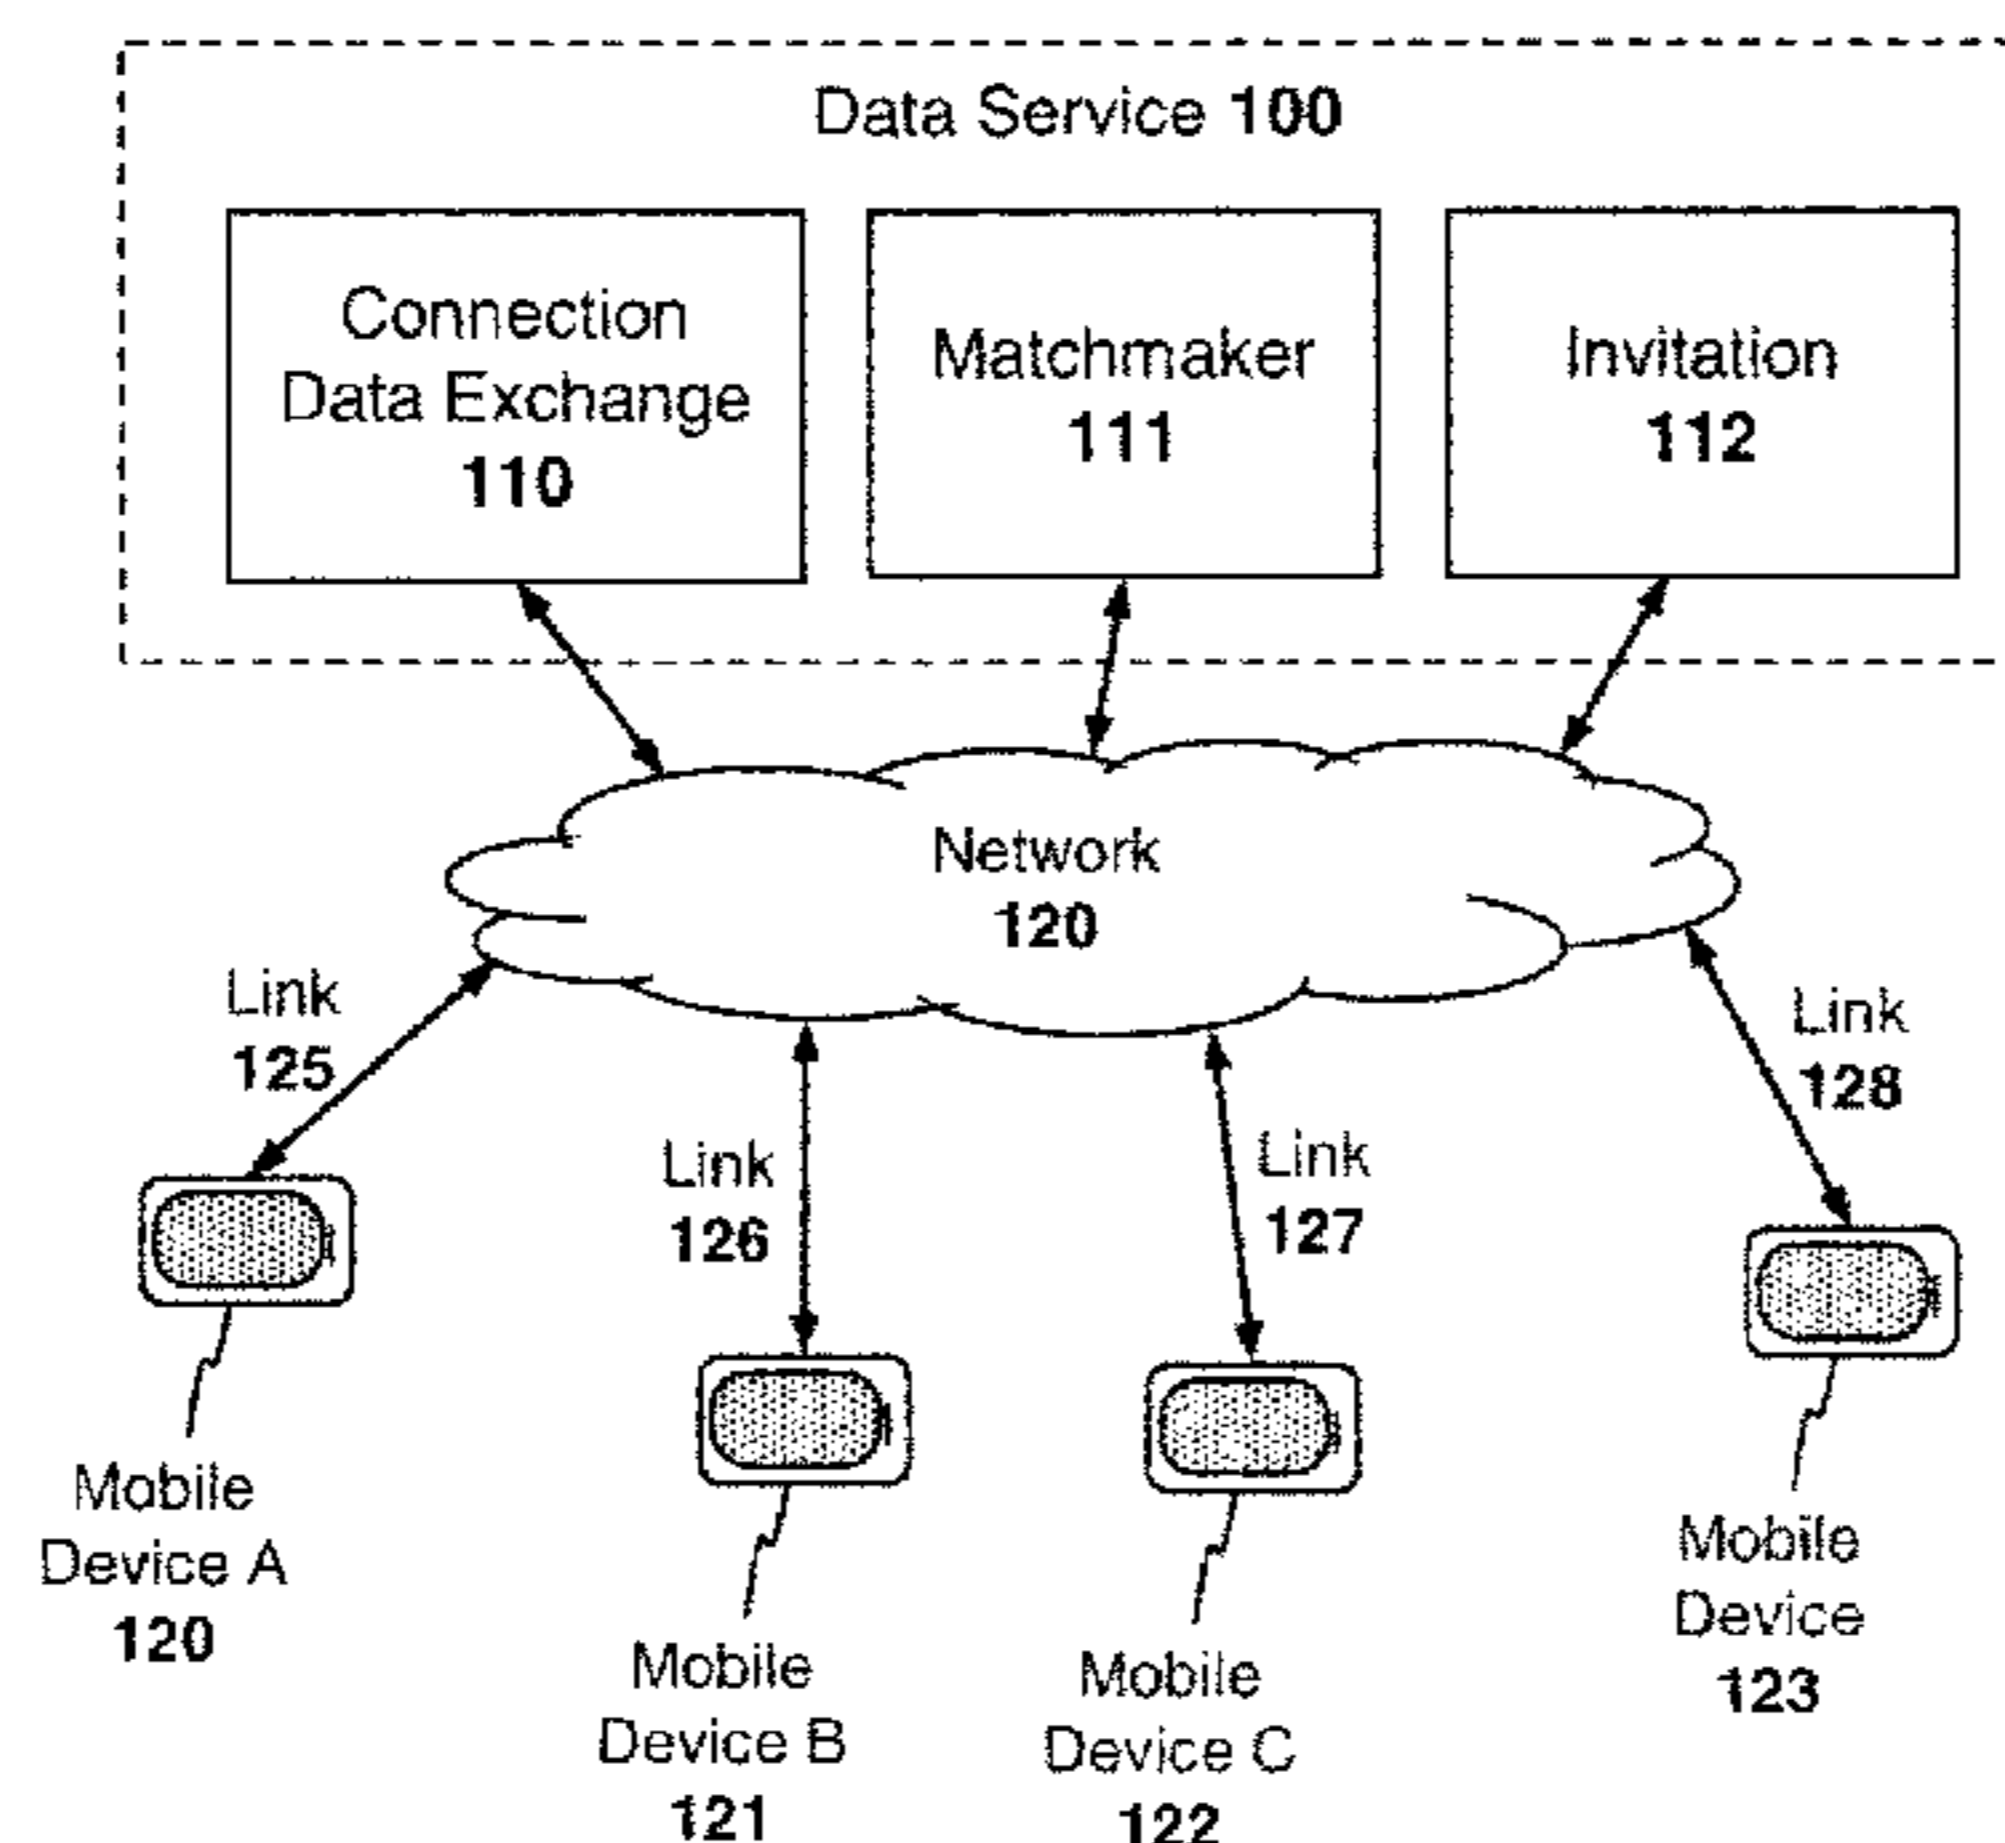 Data Service 100
Connection
Data Exchange
110
Matchmaker
111
Invitation
112
Network
120
Link
125
Link
126
Link
127
Link
128
Mobile
Device A
120
Mobile
Device B
121
Mobile
Device C
122
Mobile
Device
123